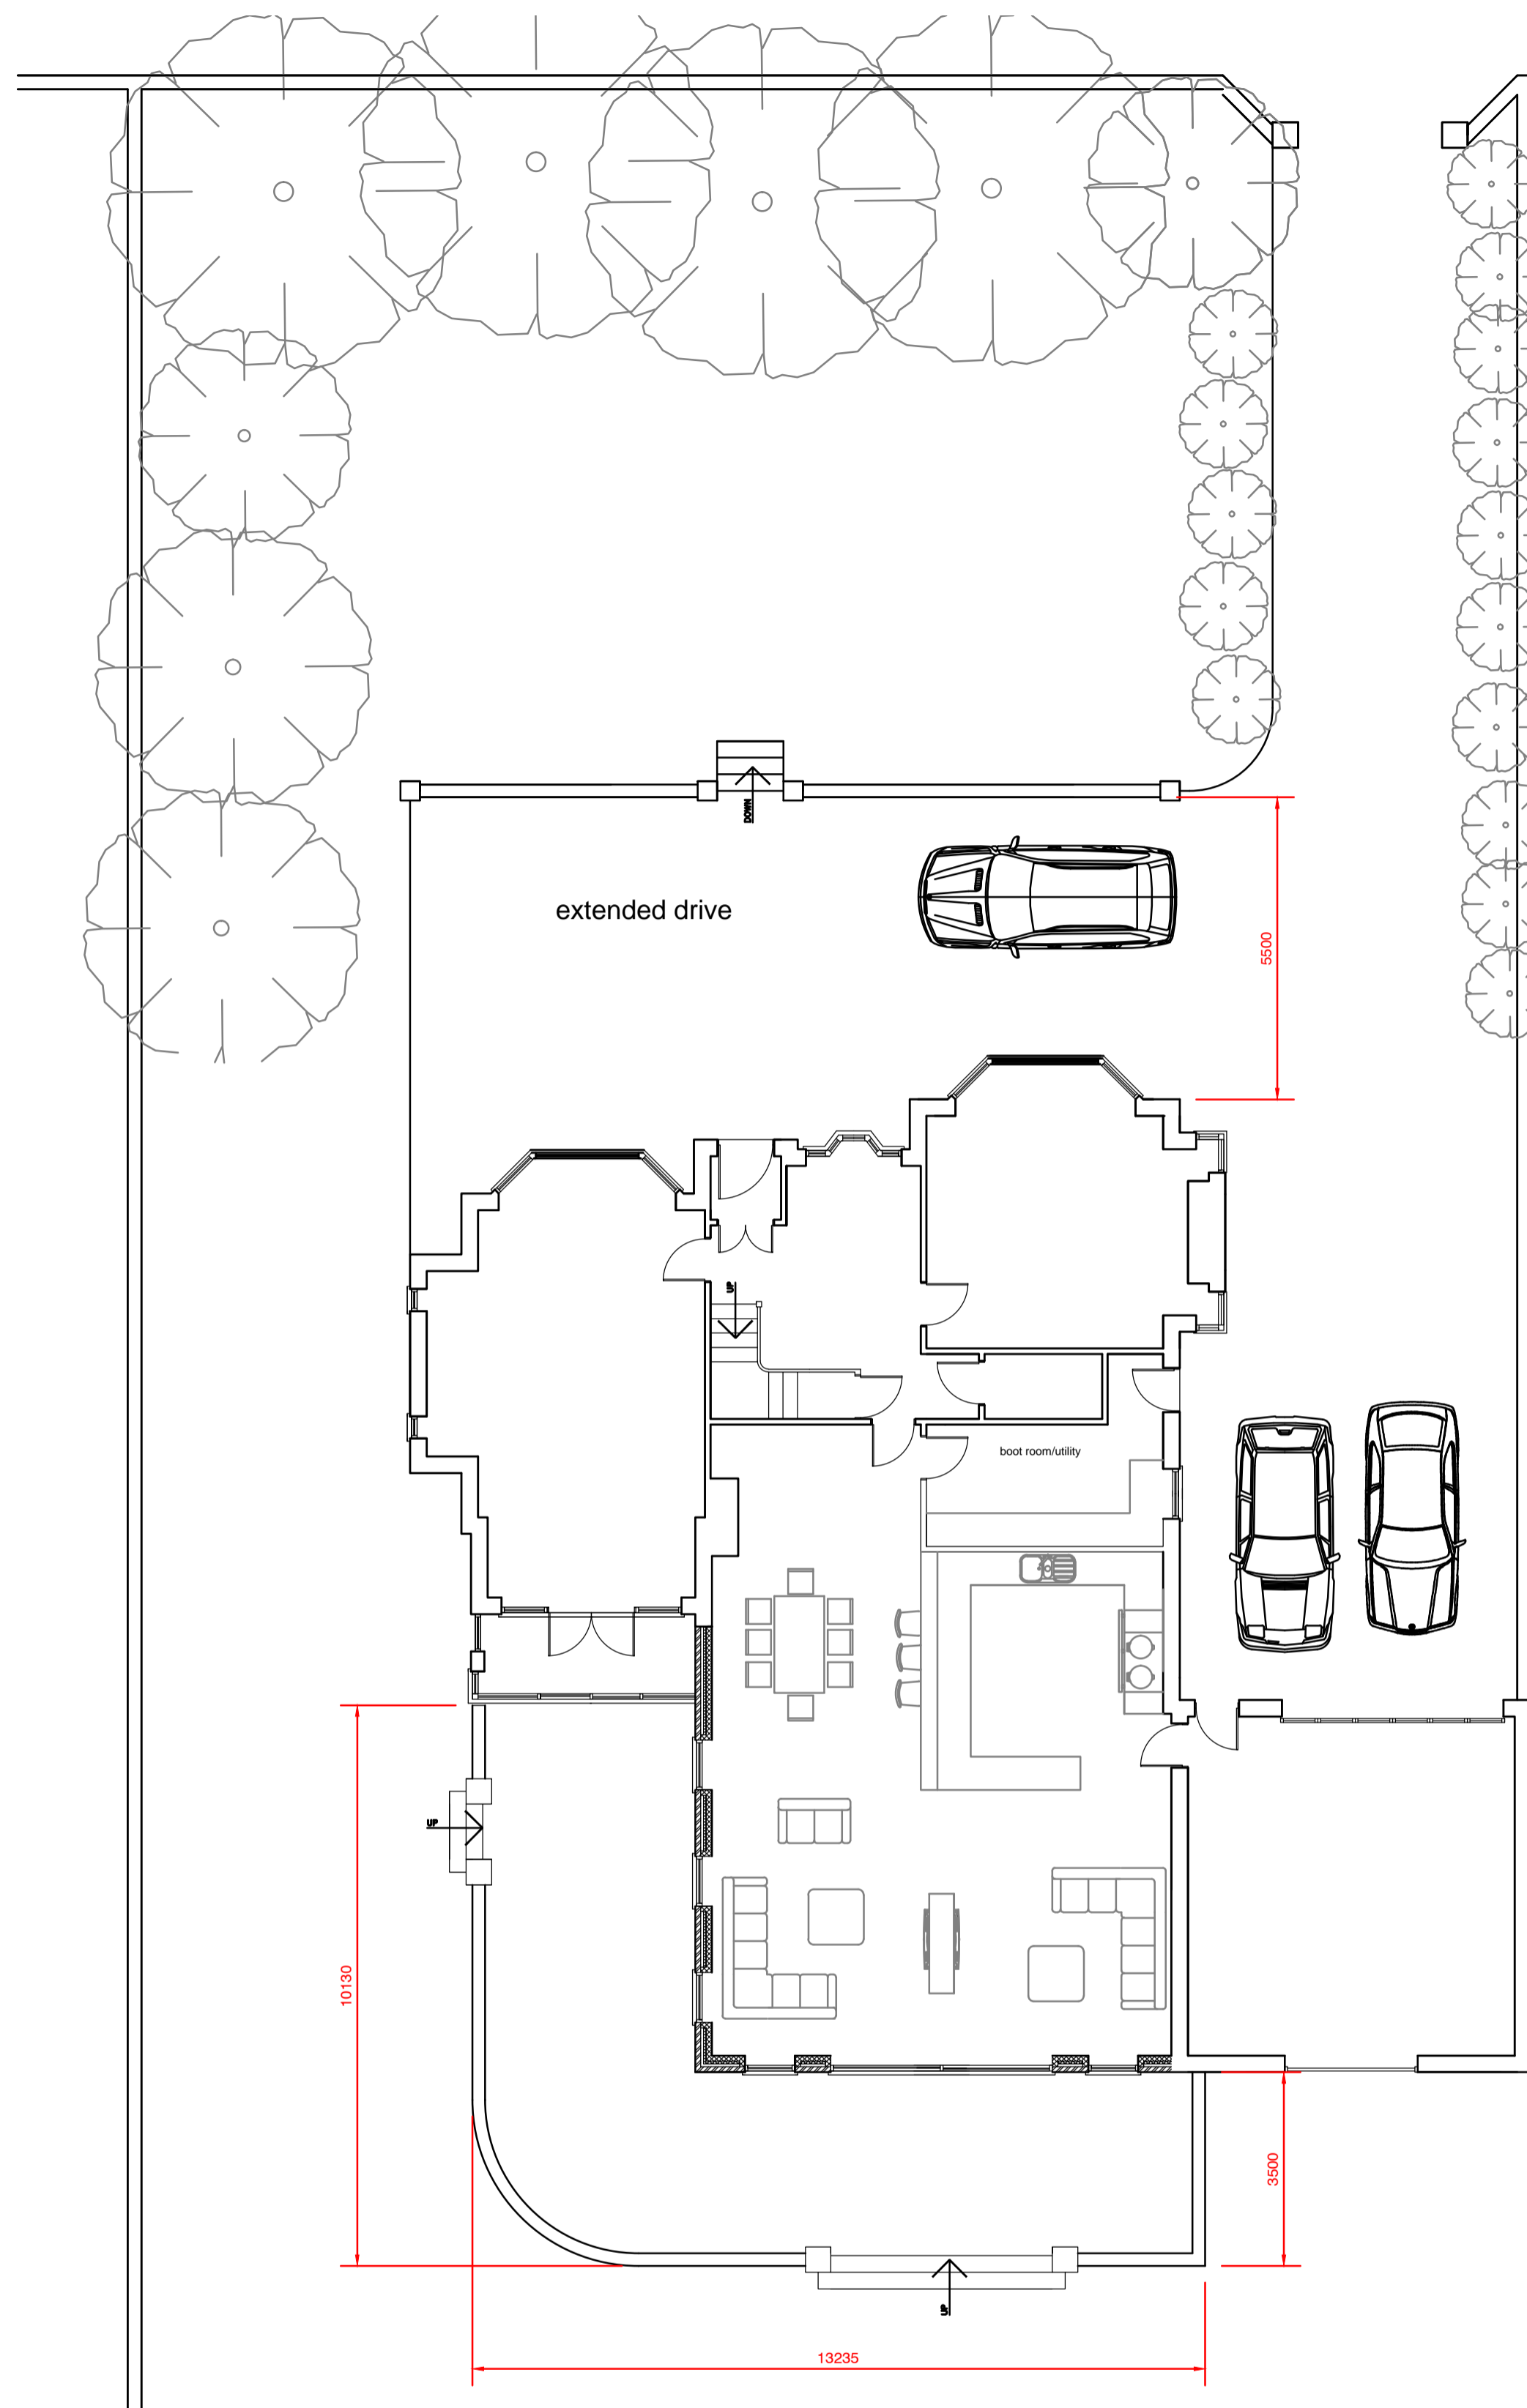 DOWN
extended drive
5500
UP
boot room/utility
UP
10130
3500
UP
13235